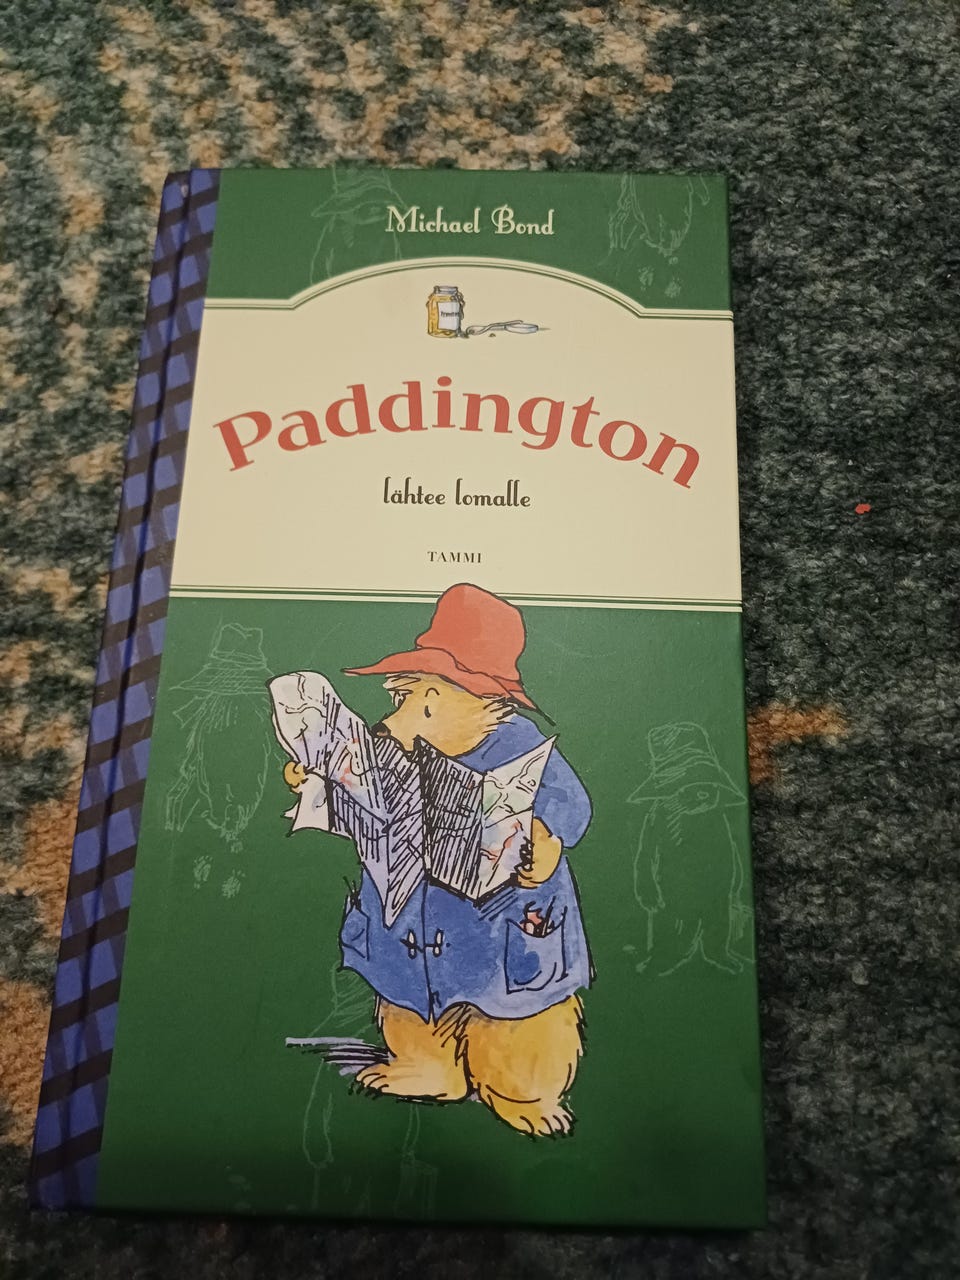 Michael Bond
Paddington
lähtee lomalle
TAMMI